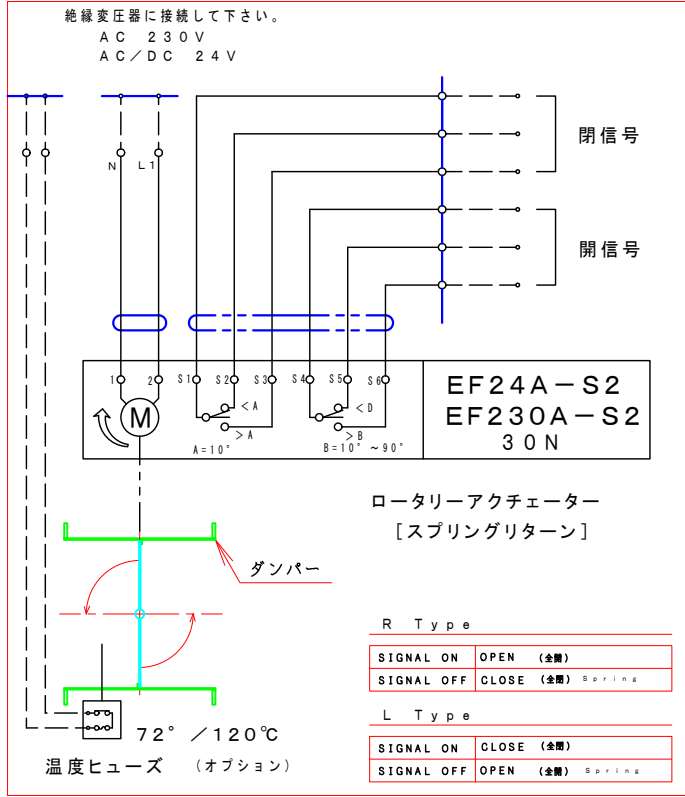 絶縁変圧器に接続して下さい。
AC 230V
AC/DC 24V
N L1
閉信号
開信号
1 2 S1 S2 S3 S4 S5 S6
M
<A
>A
A=10°
<D
>B
B=10° ~90°
EF24A-S2
EF230A-S2
30N
ロータリーアクチェーター
[スプリングリターン]
ダンパー
R Type
SIGNAL ON OPEN (全開)
SIGNAL OFF CLOSE (全閉) Spring
L Type
SIGNAL ON CLOSE (全閉)
SIGNAL OFF OPEN (全開) Spring
72° /120℃
温度ヒューズ (オプション)